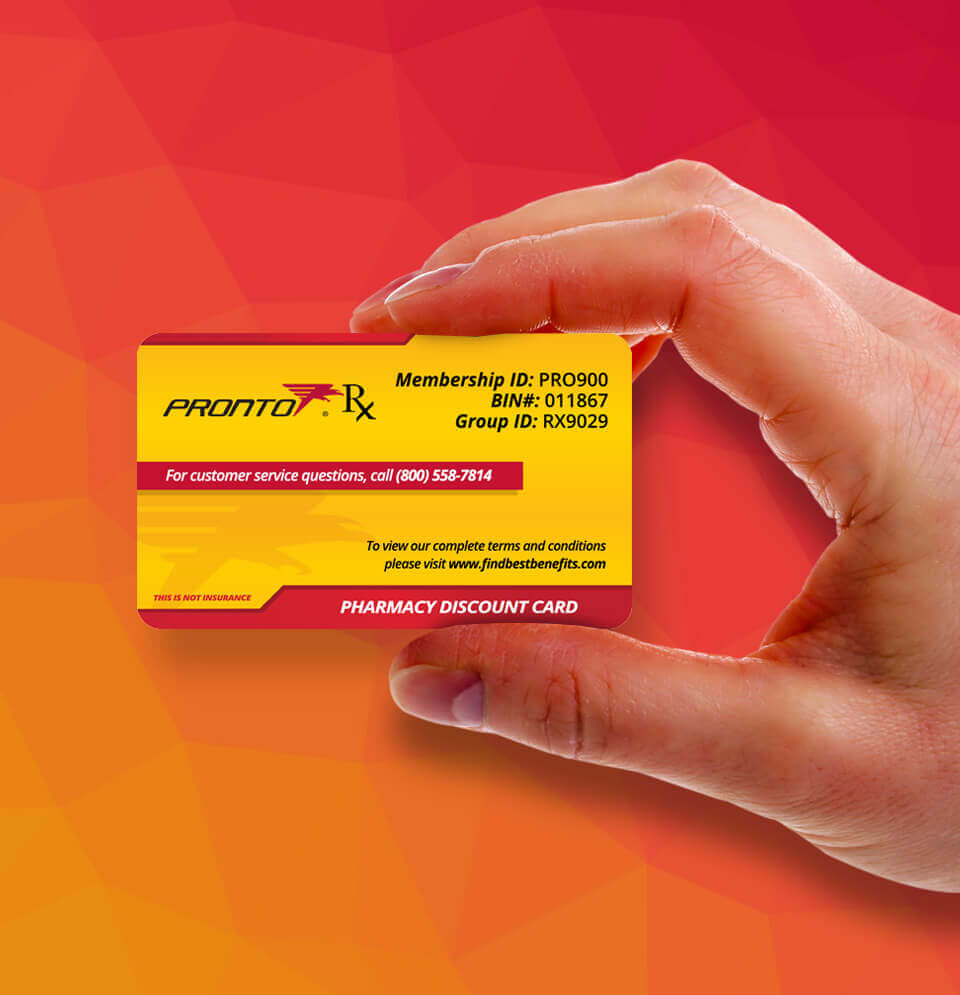 PRONTO® Rx
Membership ID: PRO900
BIN#: 011867
Group ID: RX9029
For customer service questions, call (800) 558-7814
To view our complete terms and conditions
please visit www.findbestbenefits.com
THIS IS NOT INSURANCE
PHARMACY DISCOUNT CARD